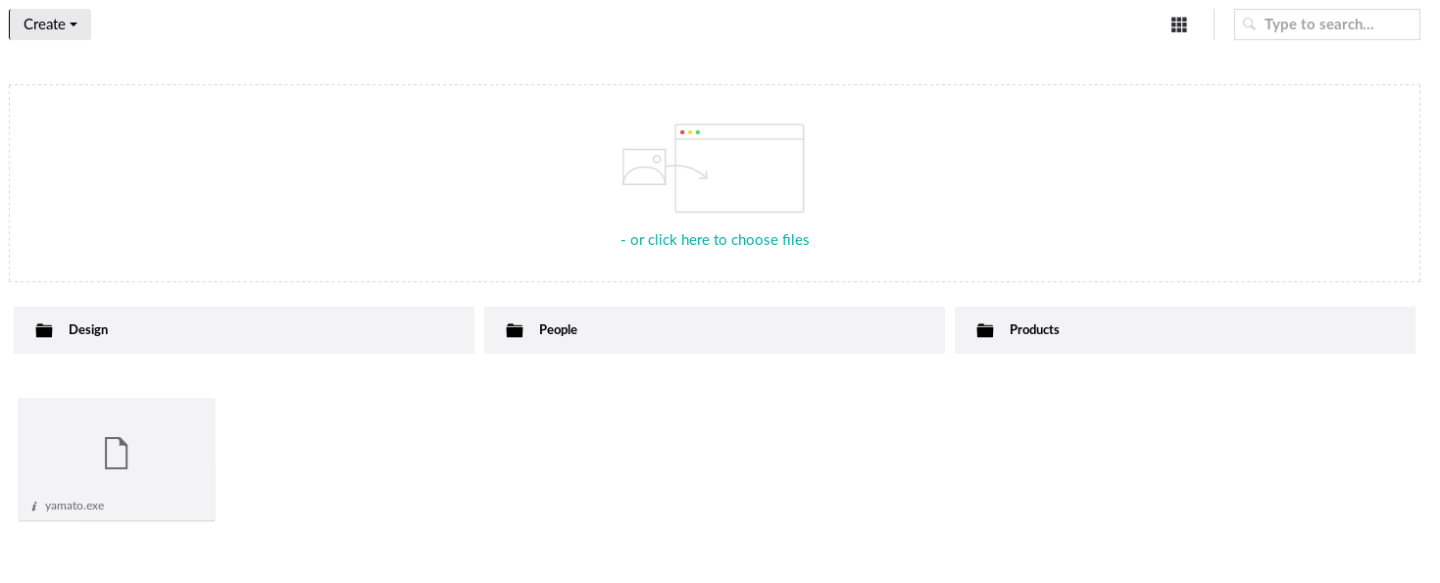 Create
Type to search...
- or click here to choose files
Design
People
Products
i yamato.exe